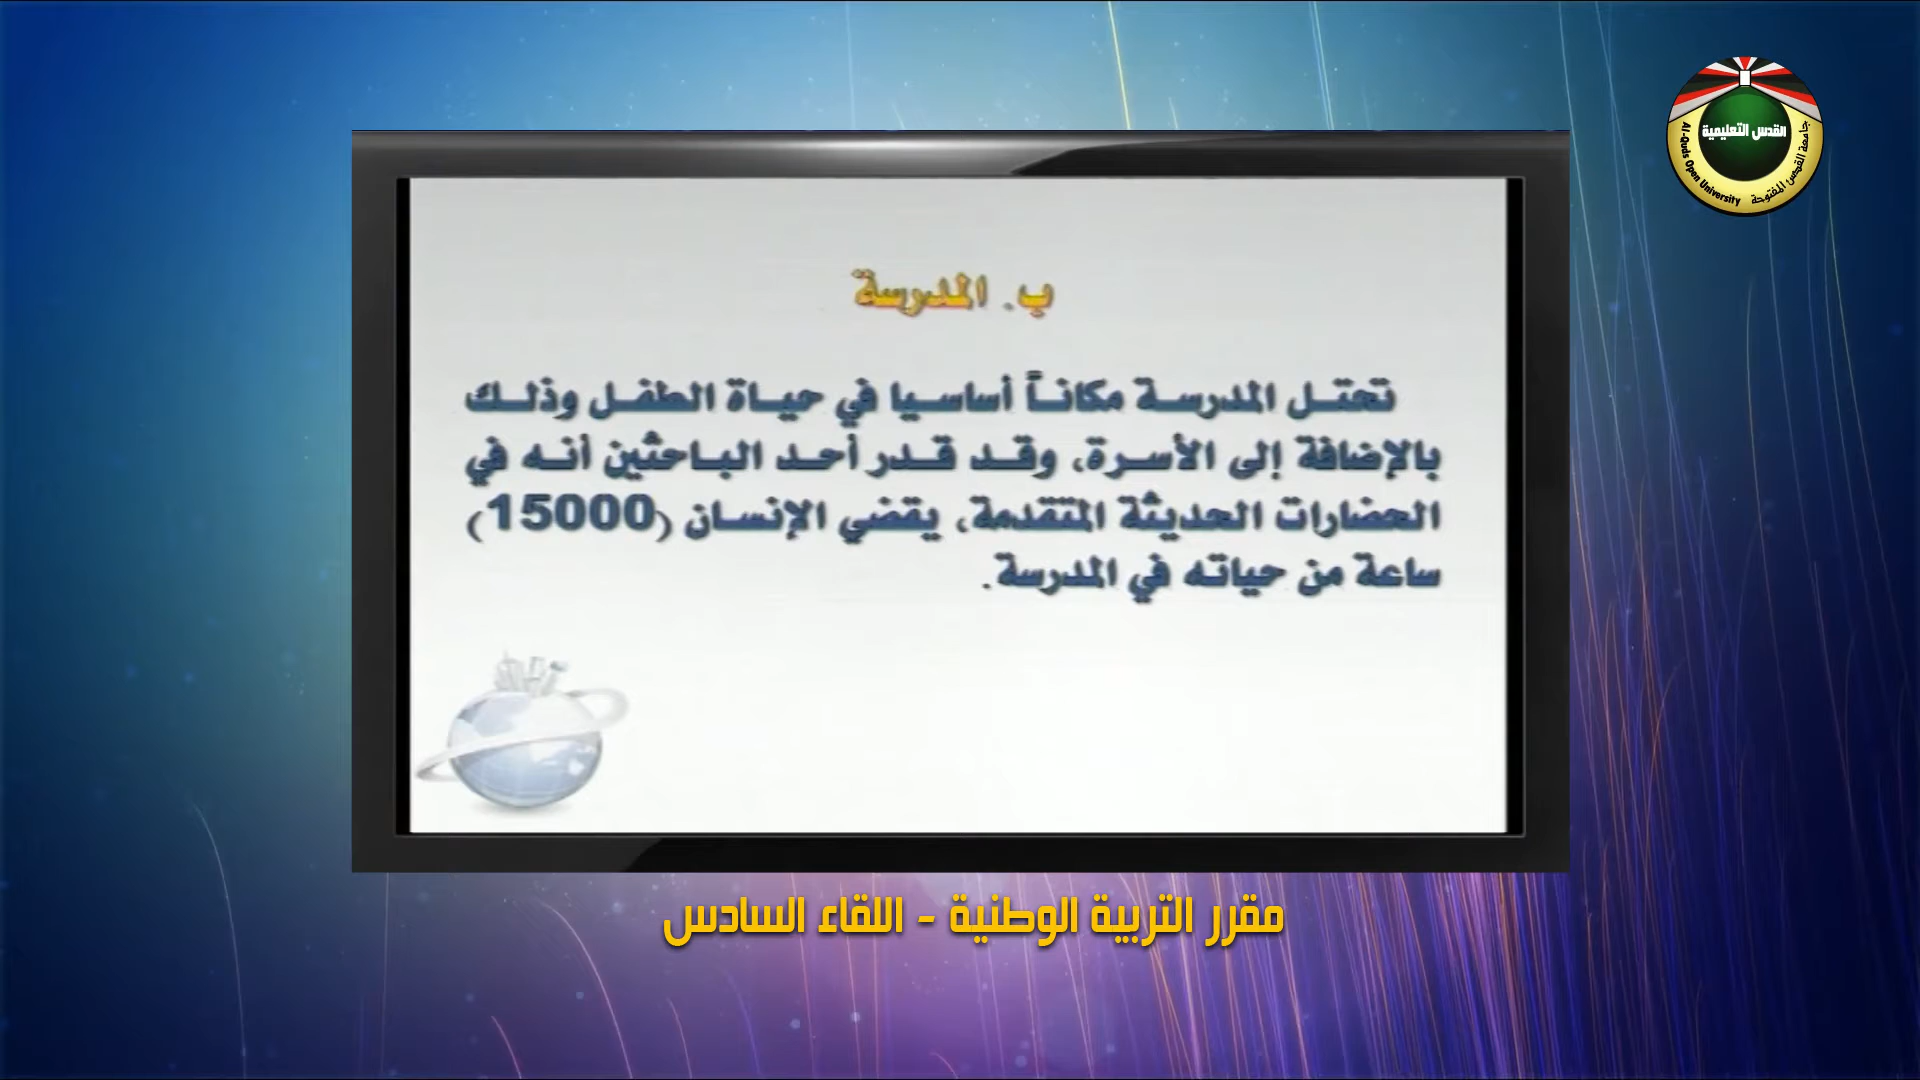 القدس التعليمية
جامعة القدس المفتوحة
Al-Quds Open University
ب. المدرسة
تحتل المدرسة مكاناً أساسيا في حياة الطفل وذلك
بالإضافة إلى الأسرة، وقد قدر أحد الباحثين أنه في
الحضارات الحديثة المتقدمة، يقضي الإنسان (15000)
ساعة من حياته في المدرسة.
مقرر التربية الوطنية - اللقاء السادس